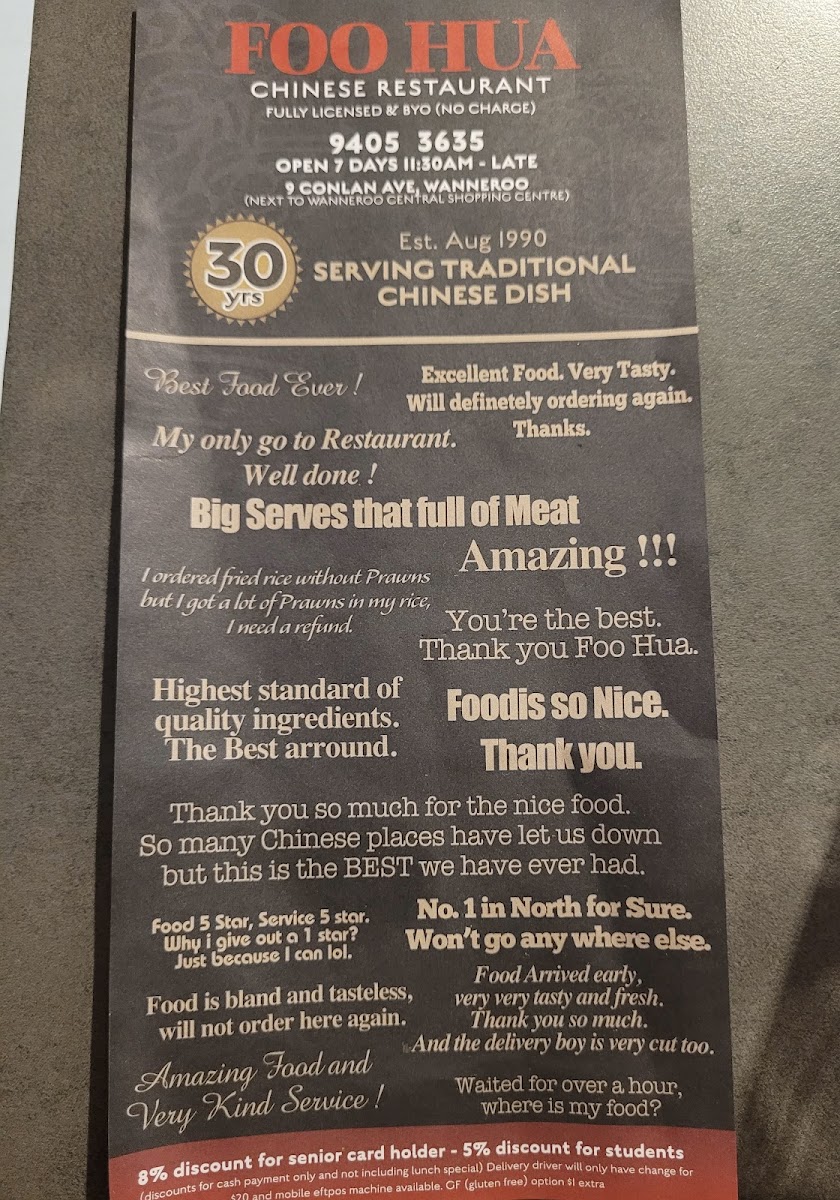 FOO HUA
CHINESE RESTAURANT
FULLY LICENSED & BYO (NO CHARGE)
9405 3635
OPEN 7 DAYS 11:30AM - LATE
9 CONLAN AVE, WANNEROO
(NEXT TO WANNEROO CENTRAL SHOPPING CENTRE)
30
yrs
Est. Aug 1990
SERVING TRADITIONAL
CHINESE DISH
Best Food Ever !
Excellent Food. Very Tasty.
Will definetely ordering again.
Thanks.
My only go to Restaurant.
Well done !
Big Serves that full of Meat
Amazing !!!
I ordered fried rice without Prawns
but I got a lot of Prawns in my rice,
I need a refund.
You're the best.
Thank you Foo Hua.
Highest standard of
quality ingredients.
The Best arround.
Foodis so Nice.
Thank you.
Thank you so much for the nice food.
So many Chinese places have let us down
but this is the BEST we have ever had.
Food 5 Star, Service 5 star.
Why i give out a 1 star?
Just because I can lol.
No. 1 in North for Sure.
Won't go any where else.
Food is bland and tasteless,
will not order here again.
Food Arrived early,
very very tasty and fresh.
Thank you so much.
And the delivery boy is very cut too.
Amazing Food and
Very Kind Service !
Waited for over a hour,
where is my food?
8% discount for senior card holder - 5% discount for students
(discounts for cash payment only and not including lunch special) Delivery driver will only have change for
$20 and mobile eftpos machine available. GF (gluten free) option $1 extra